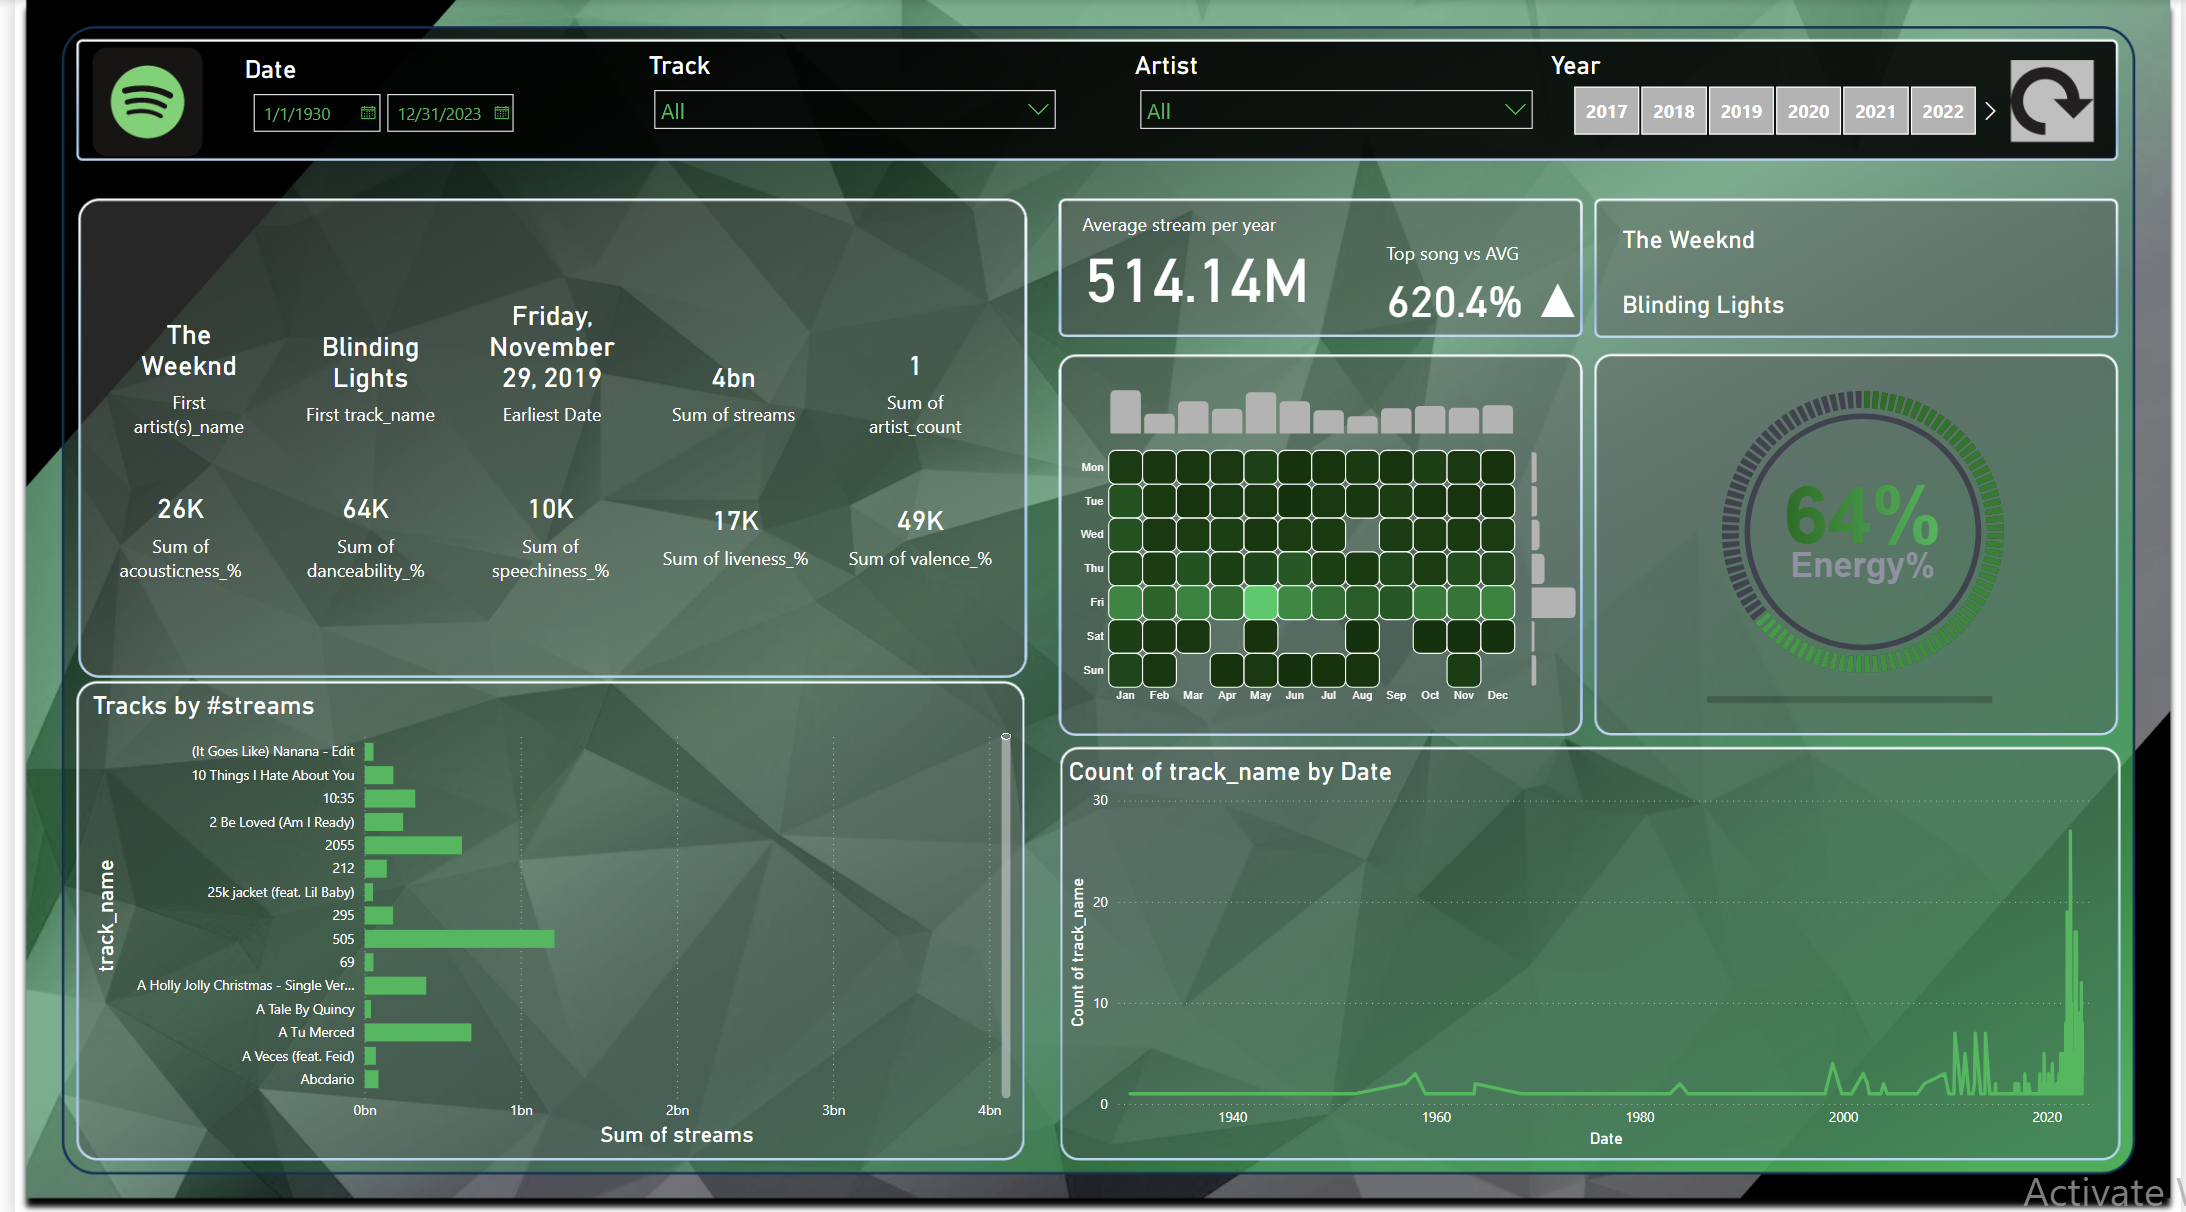 Date
1/1/1930
12/31/2023
Track
All
Artist
All
Year
2017
2018
2019
2020
2021
2022
The
Weeknd
First
artist(s)_name
Blinding
Lights
First track_name
Friday,
November
29, 2019
Earliest Date
4bn
Sum of streams
1
Sum of
artist_count
26K
Sum of
acousticness_%
64K
Sum of
danceability_%
10K
Sum of
speechiness_%
17K
Sum of liveness_%
49K
Sum of valence_%
Average stream per year
514.14M
Top song vs AVG
620.4%
The Weeknd
Blinding Lights
Mon
Tue
Wed
Thu
Fri
Sat
Sun
Jan Feb Mar Apr May Jun Jul Aug Sep Oct Nov Dec
64%
Energy%
Tracks by #streams
track_name
(It Goes Like) Nanana - Edit
10 Things I Hate About You
10:35
2 Be Loved (Am I Ready)
2055
212
25k jacket (feat. Lil Baby)
295
505
69
A Holly Jolly Christmas - Single Ver...
A Tale By Quincy
A Tu Merced
A Veces (feat. Feid)
Abcdario
0bn 1bn 2bn 3bn 4bn
Sum of streams
Count of track_name by Date
Count of track_name
30
20
10
0
1940 1960 1980 2000 2020
Date
Activate